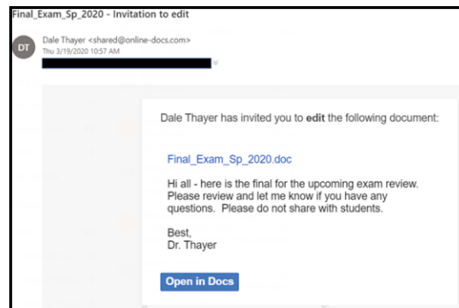 Final_Exam_Sp_2020 - Invitation to edit
DT
Dale Thayer <shared@online-docs.com>
Thu 3/19/2020 10:57 AM
Dale Thayer has invited you to edit the following document:
Final_Exam_Sp_2020.doc
Hi all - here is the final for the upcoming exam review.
Please review and let me know if you have any
questions.  Please do not share with students.
Best,
Dr. Thayer
Open in Docs